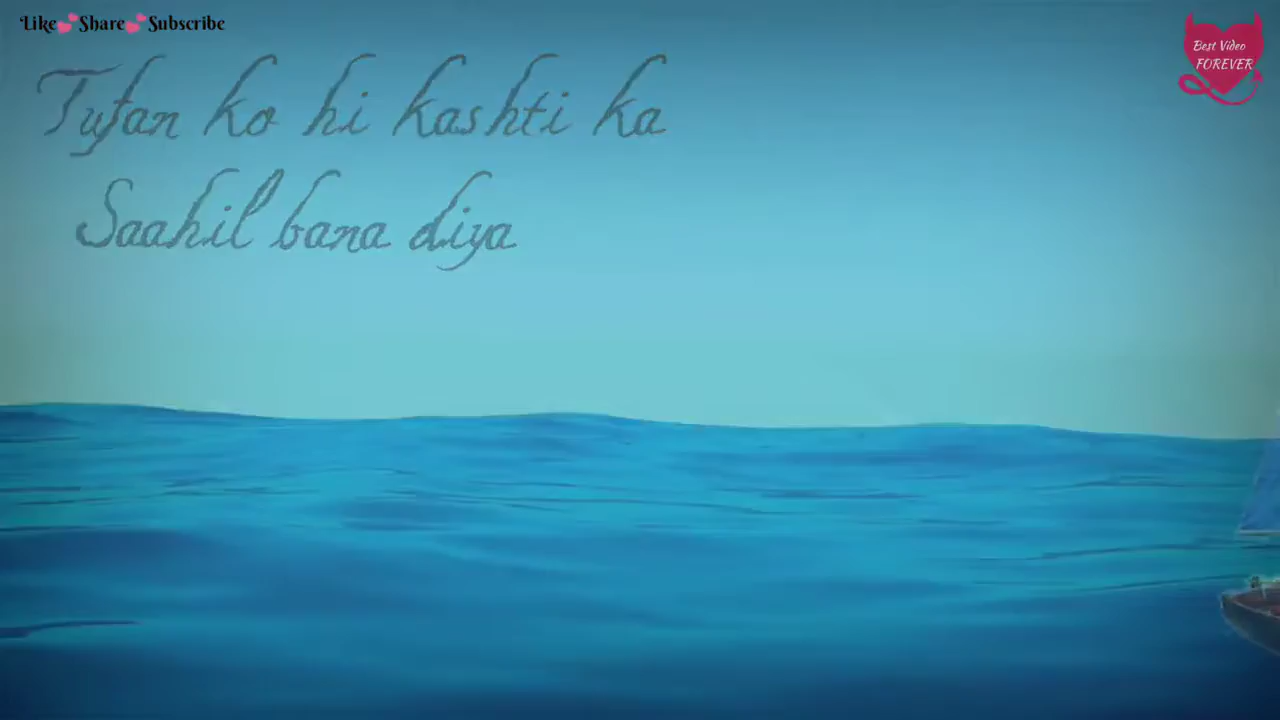 Like💕Share💕Subscribe
Best Video
FOREVER
Tufan ko hi kashti ka
Saahil bana diya